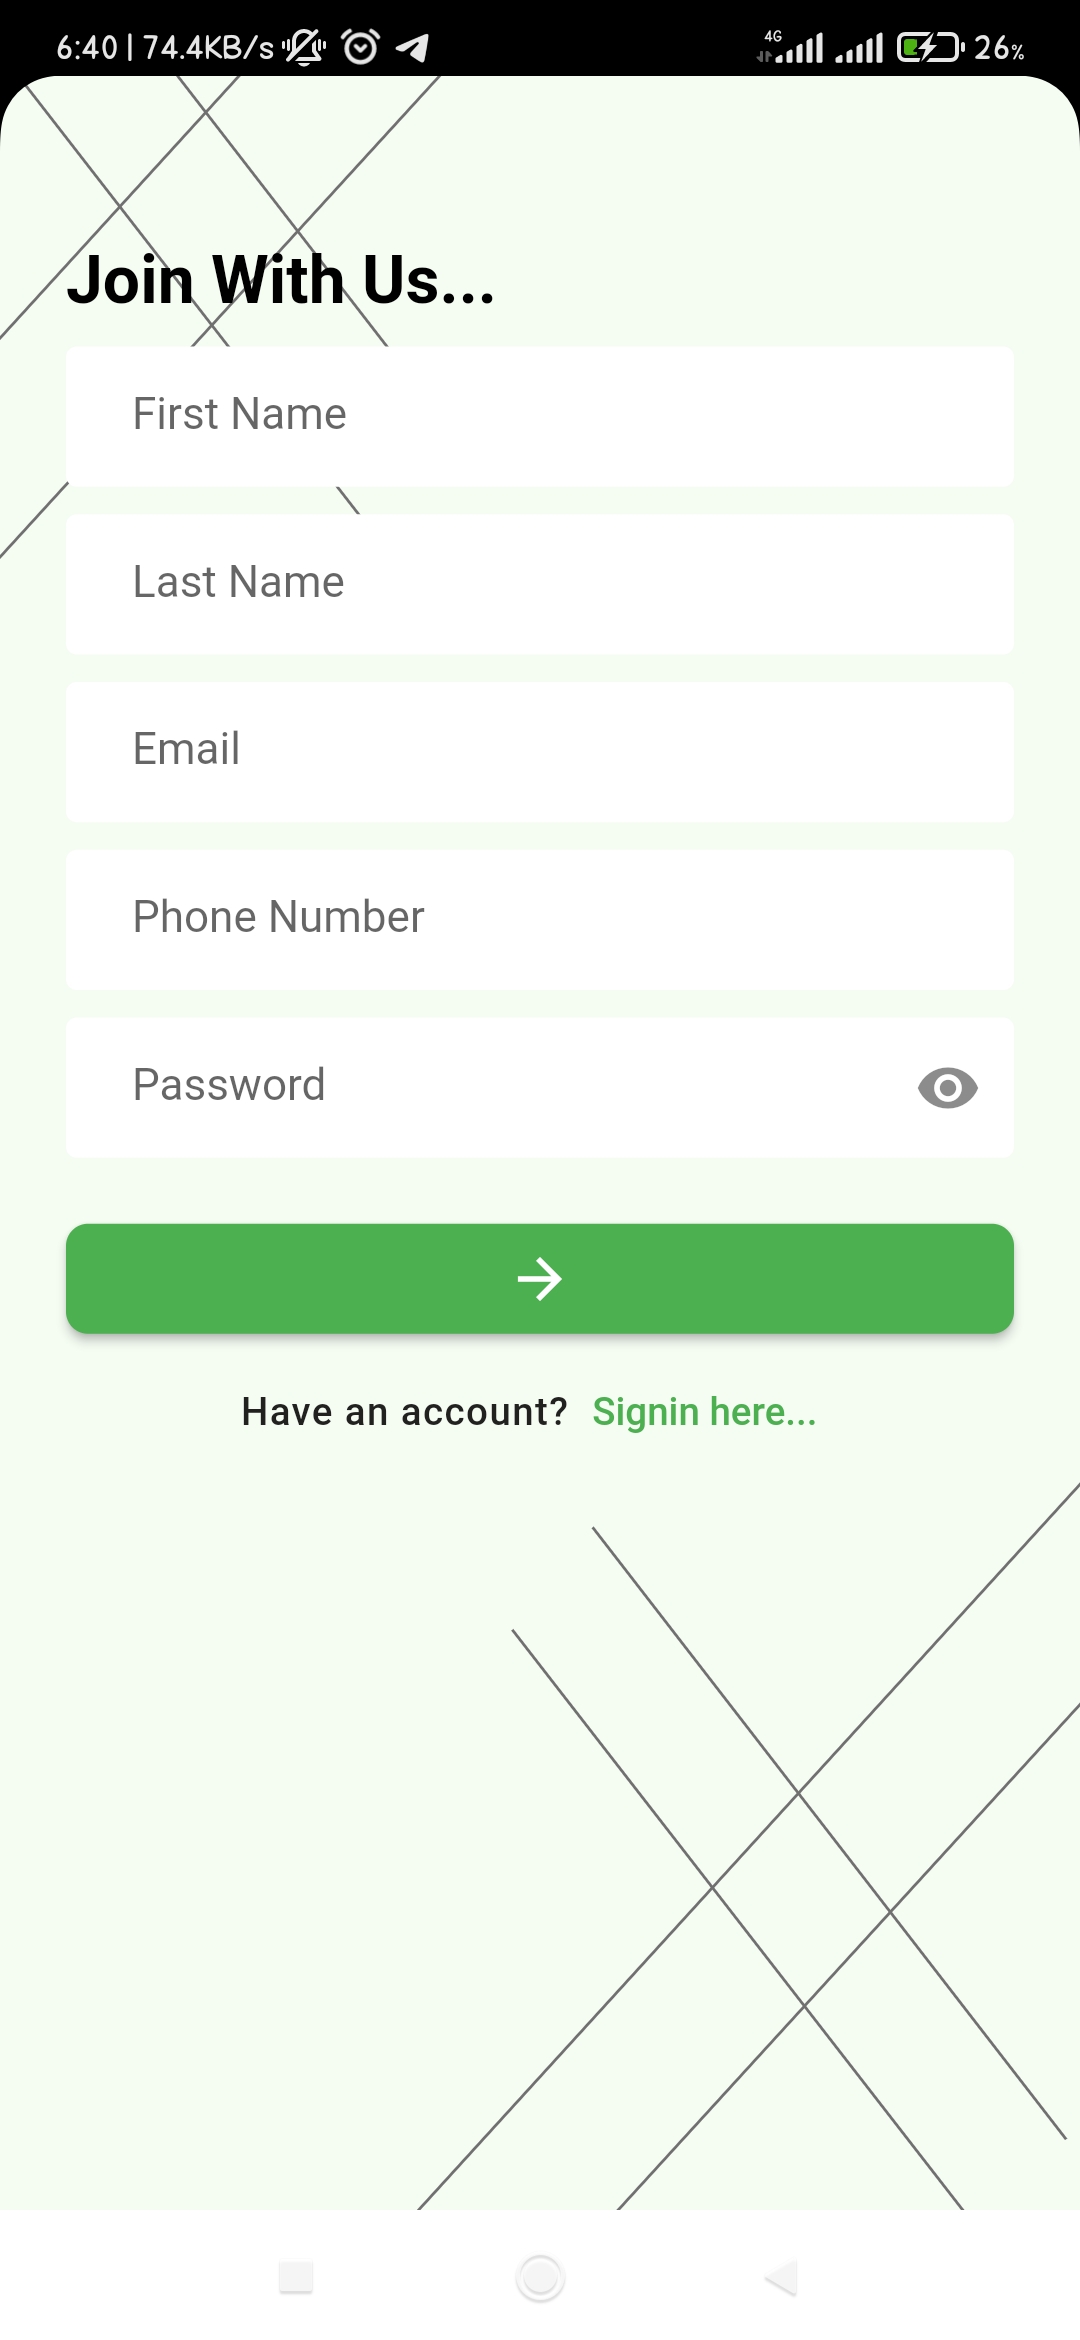 6:40 | 74.4KB/s 4G 26%
Join With Us...
First Name
Last Name
Email
Phone Number
Password
Have an account? Signin here...